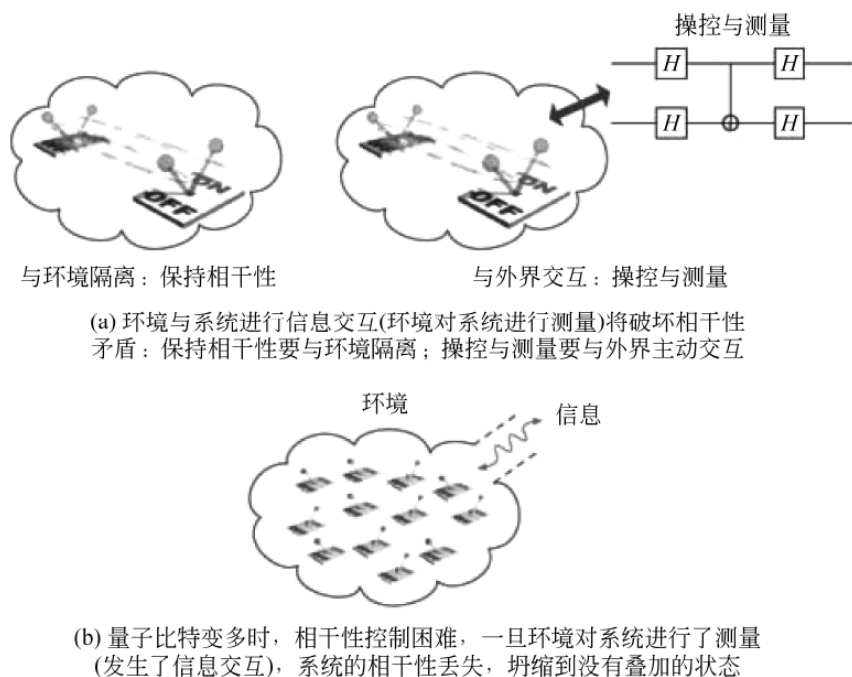 操控与测量
H
H
H
H
ON
OFF
ON
OFF
与环境隔离：保持相干性
与外界交互：操控与测量
(a) 环境与系统进行信息交互(环境对系统进行测量)将破坏相干性
矛盾：保持相干性要与环境隔离；操控与测量要与外界主动交互
环境
信息
(b) 量子比特变多时，相干性控制困难，一旦环境对系统进行了测量
(发生了信息交互)，系统的相干性丢失，坍缩到没有叠加的状态